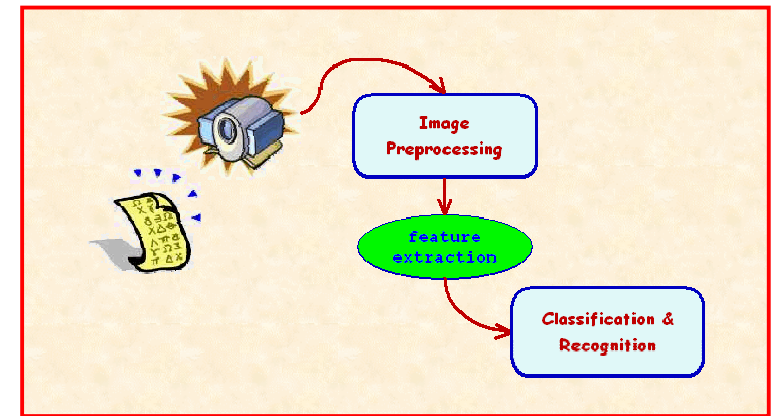 Image
Preprocessing
feature
extraction
Classification &
Recognition